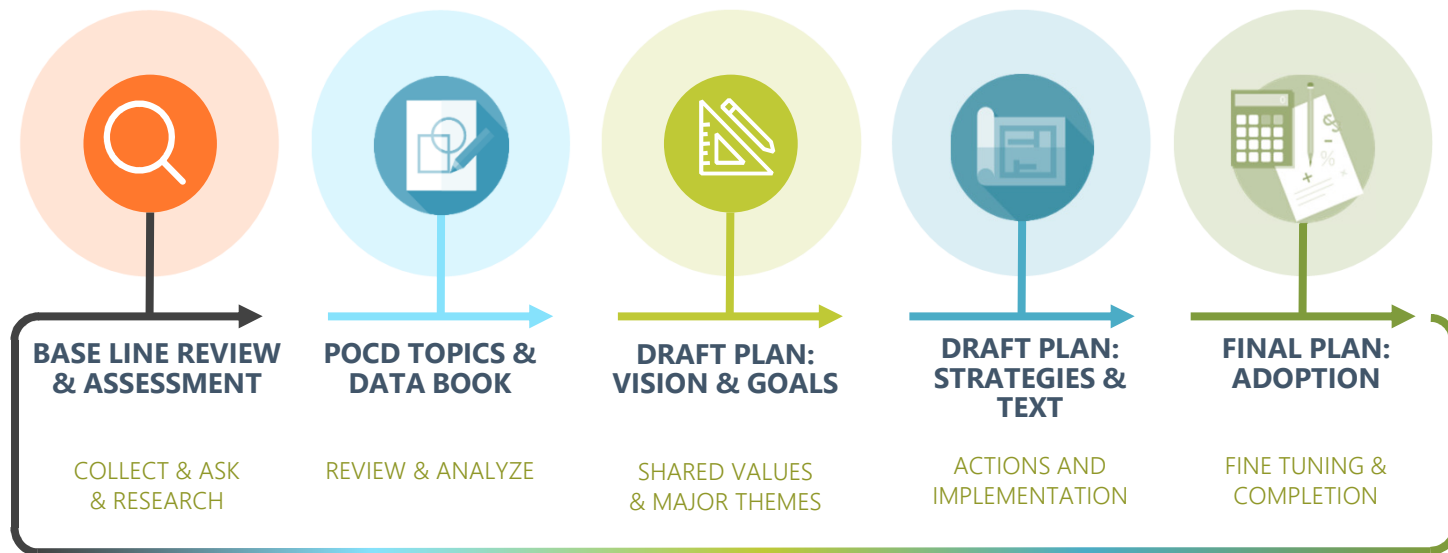 BASE LINE REVIEW
& ASSESSMENT
COLLECT & ASK
& RESEARCH
POCD TOPICS &
DATA BOOK
REVIEW & ANALYZE
DRAFT PLAN:
VISION & GOALS
SHARED VALUES
& MAJOR THEMES
DRAFT PLAN:
STRATEGIES &
TEXT
ACTIONS AND
IMPLEMENTATION
FINAL PLAN:
ADOPTION
FINE TUNING &
COMPLETION